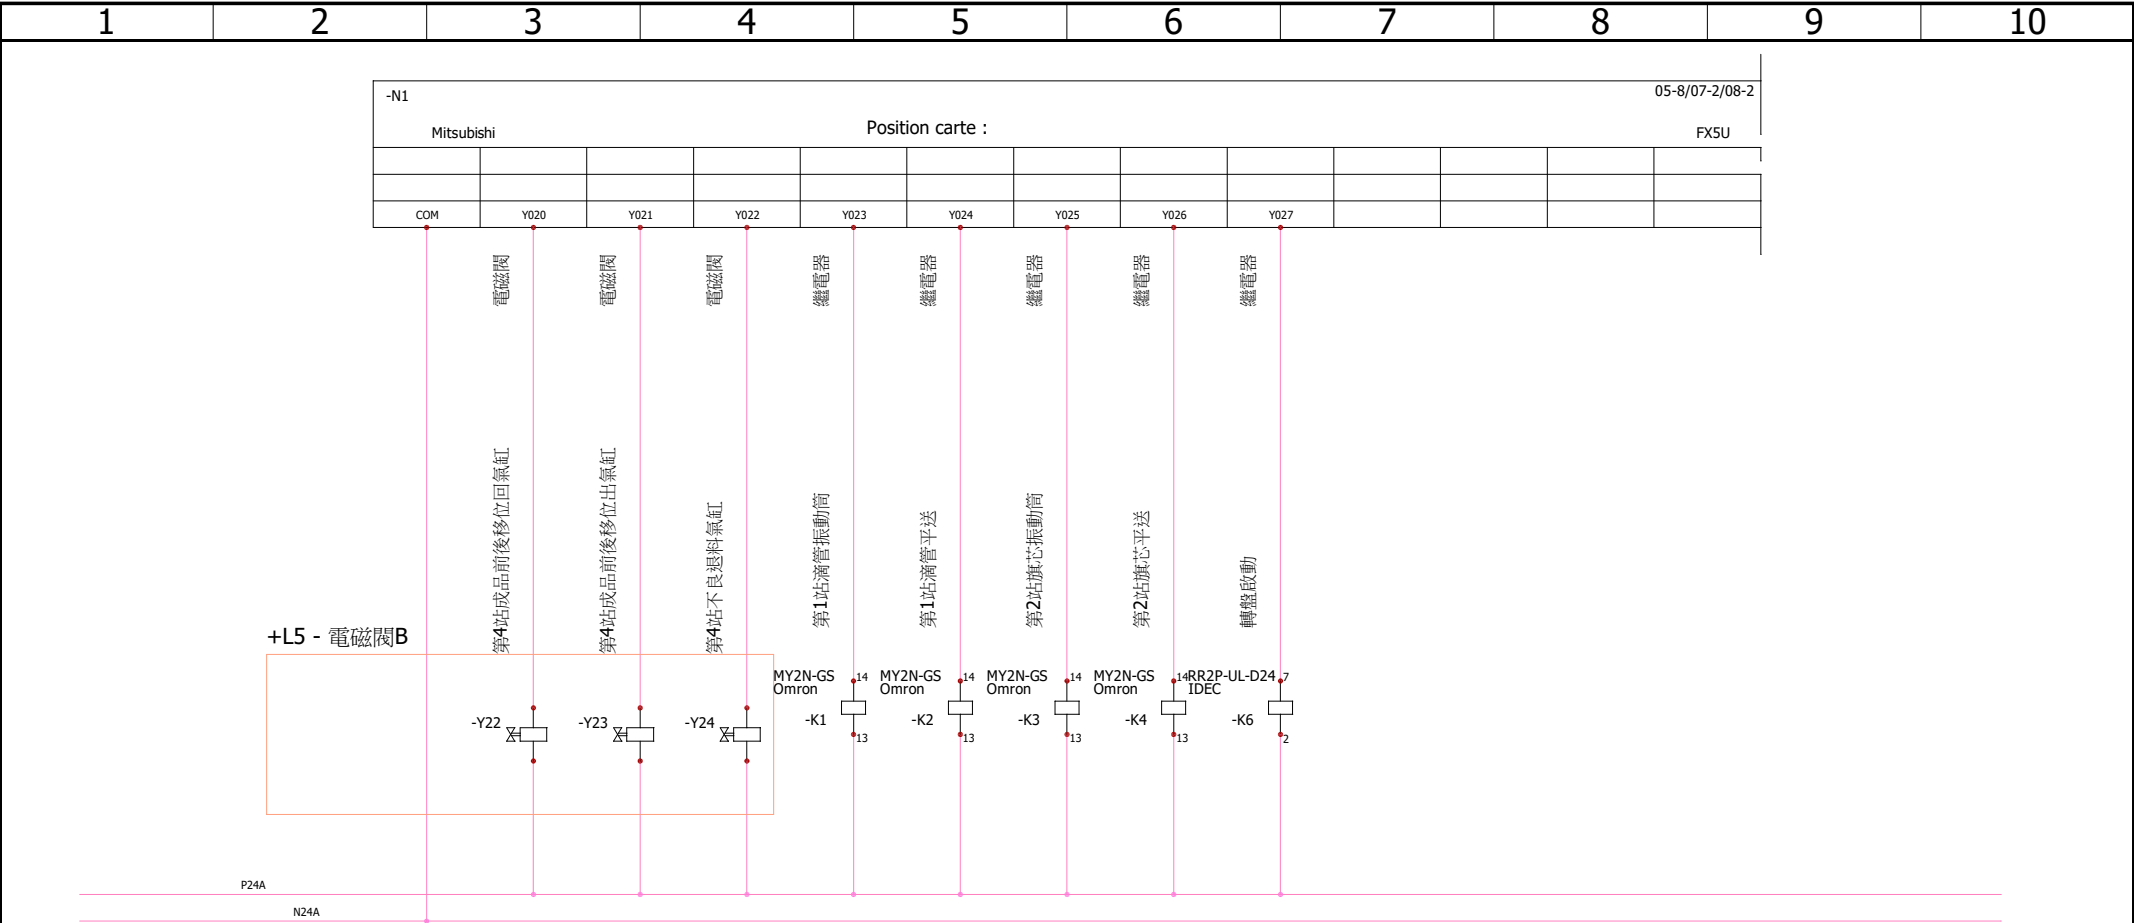 1 2 3 4 5 6 7 8 9 10
-N1 05-8/07-2/08-2
Mitsubishi Position carte : FX5U
COM Y020 Y021 Y022 Y023 Y024 Y025 Y026 Y027
電磁閥 電磁閥 電磁閥 繼電器 繼電器 繼電器 繼電器 繼電器
第4站成品前後移位回氣缸
第4站成品前後移位出氣缸
第4站不良退料氣缸
第1站滴管振動筒
第1站滴管平送
第2站旗芯振動筒
第2站旗芯平送
轉盤啟動
+L5 - 電磁閥B
MY2N-GS 14 MY2N-GS 14 MY2N-GS 14 MY2N-GS 14 RR2P-UL-D24 7
Omron Omron Omron Omron IDEC
-Y22 -Y23 -Y24 -K1 -K2 -K3 -K4 -K6
13 13 13 13 2
P24A
N24A